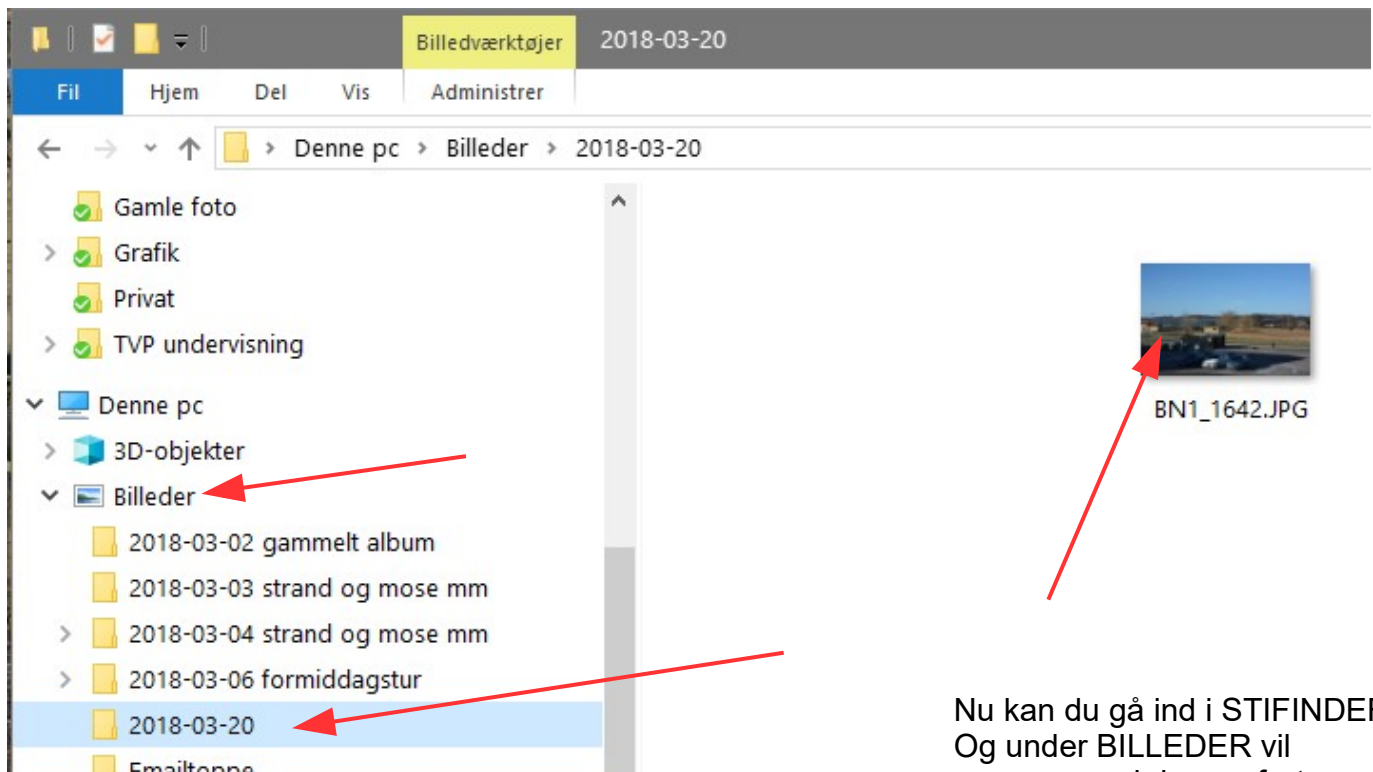 Billedværktøjer 2018-03-20
Fil Hjem Del Vis Administrer
Denne pc Billeder 2018-03-20
Gamle foto
Grafik
Privat
TVP undervisning
Denne pc
3D-objekter
Billeder
2018-03-02 gammelt album
2018-03-03 strand og mose mm
2018-03-04 strand og mose mm
2018-03-06 formiddagstur
2018-03-20
BN1_1642.JPG
Nu kan du gå ind i STIFINDER
Og under BILLEDER vil